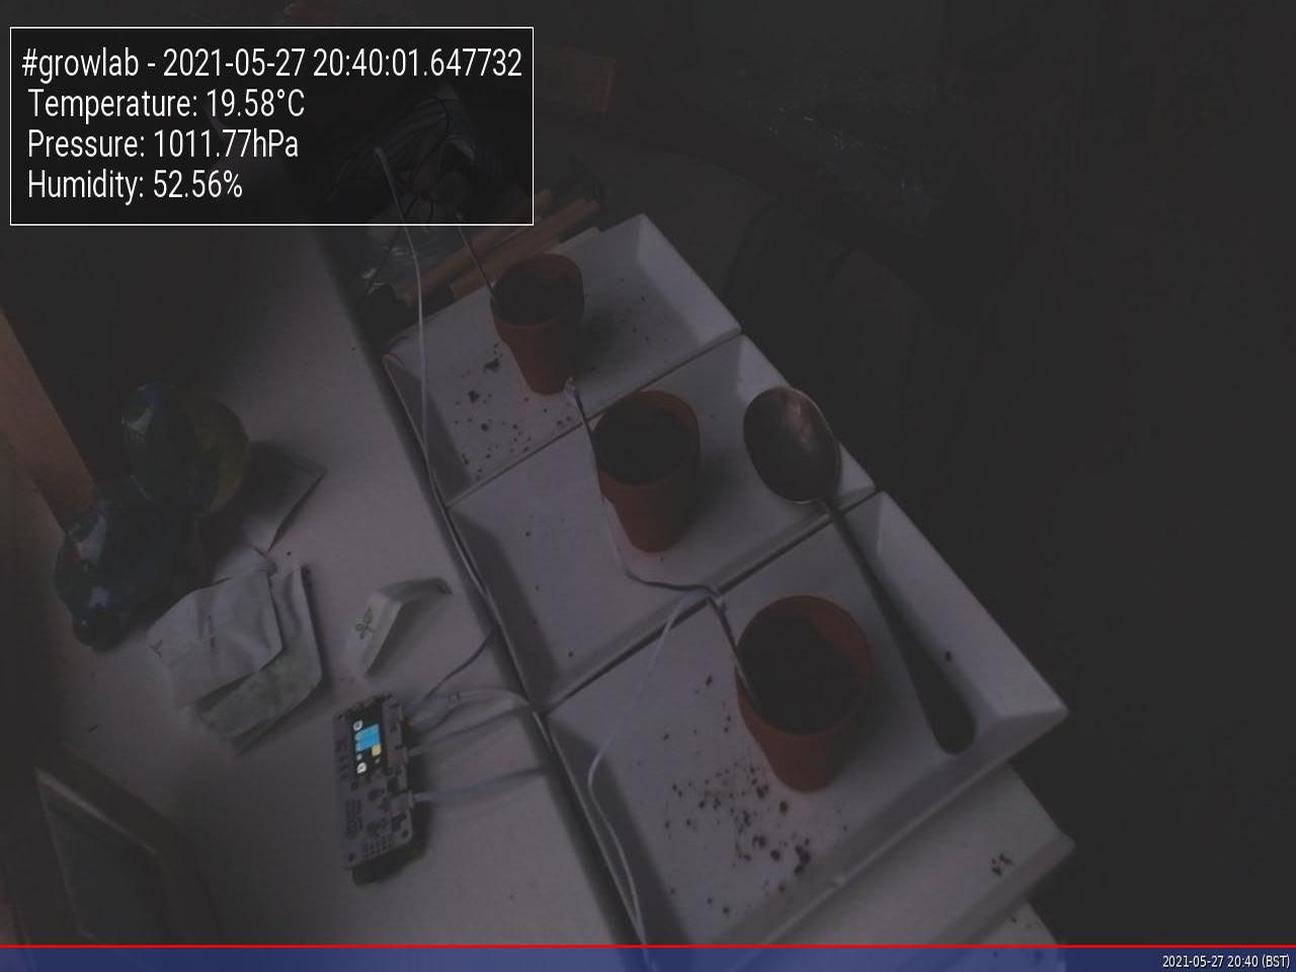 #growlab - 2021-05-27 20:40:01.647732
Temperature: 19.58°C
Pressure: 1011.77hPa
Humidity: 52.56%
2021-05-27 20:40 (BST)